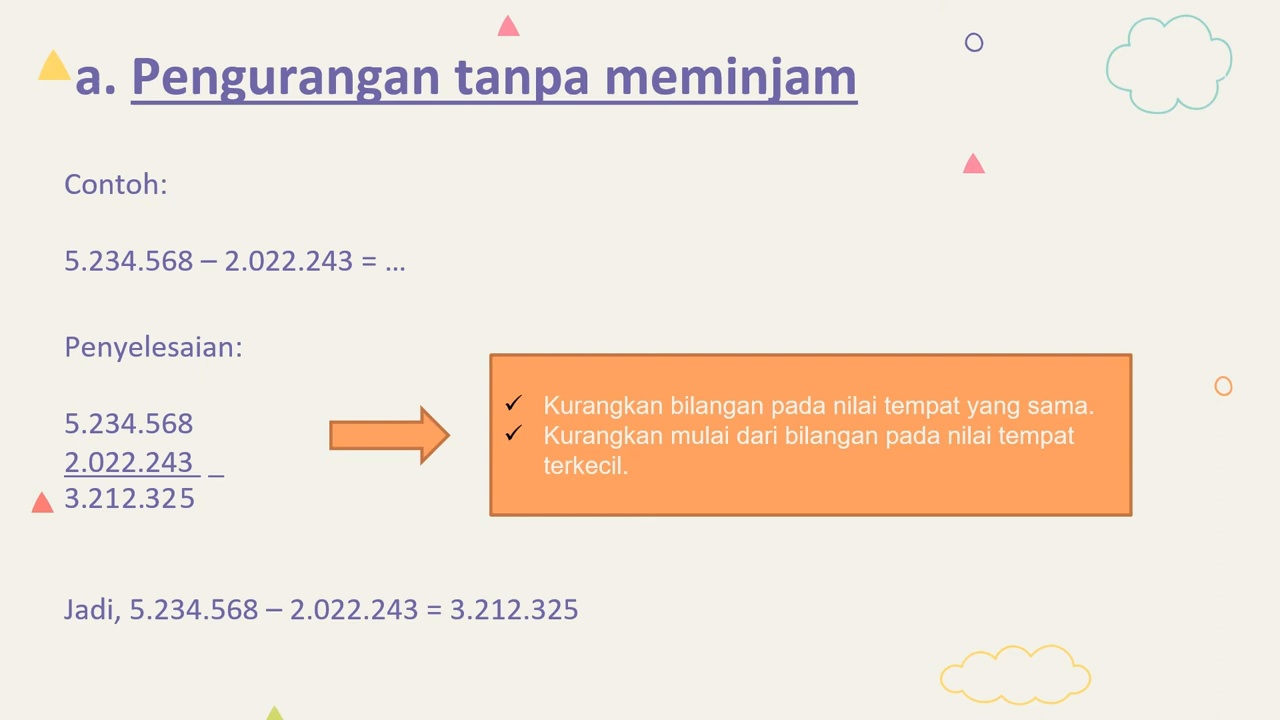 a. Pengurangan tanpa meminjam
Contoh:
5.234.568 – 2.022.243 = ...
Penyelesaian:
5.234.568
2.022.243 _
3.212.325
✓ Kurangkan bilangan pada nilai tempat yang sama.
✓ Kurangkan mulai dari bilangan pada nilai tempat
terkecil.
Jadi, 5.234.568 – 2.022.243 = 3.212.325